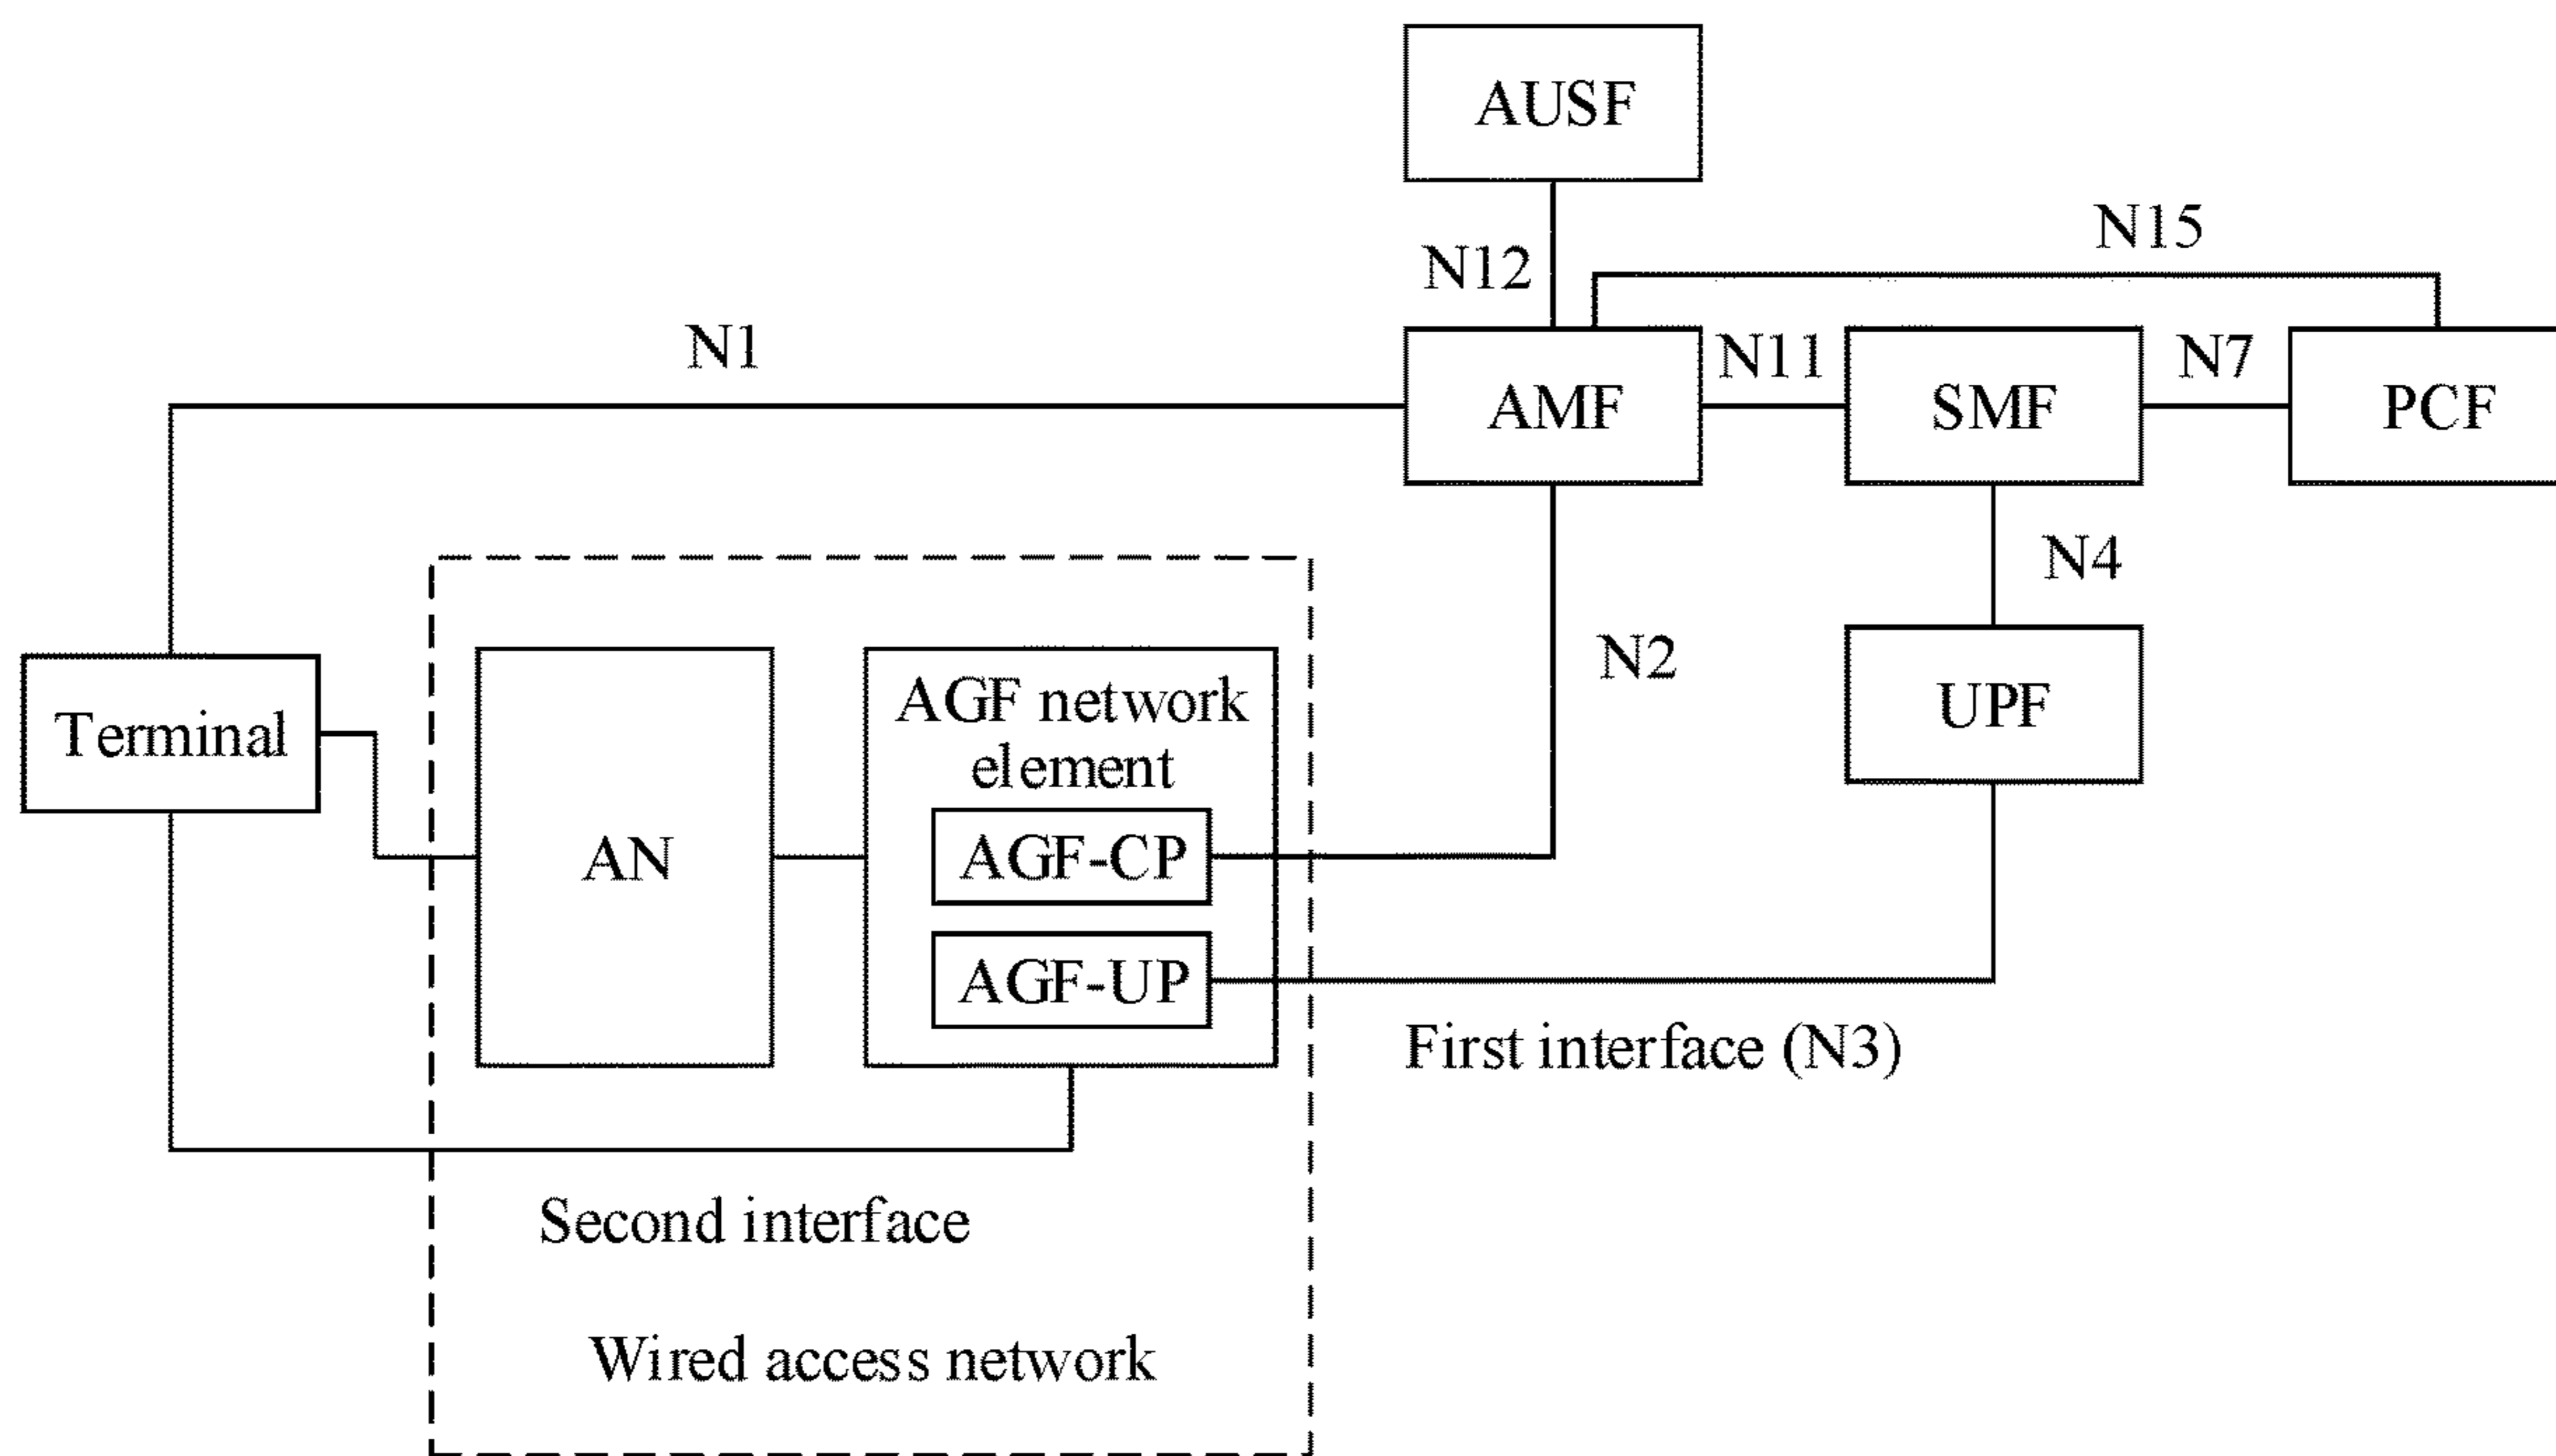 AUSF
N15
N12
N1
N11
N7
AMF
SMF
PCF
N4
N2
AGF network
element
UPF
Terminal
AN
AGF-CP
AGF-UP
First interface (N3)
Second interface
Wired access network